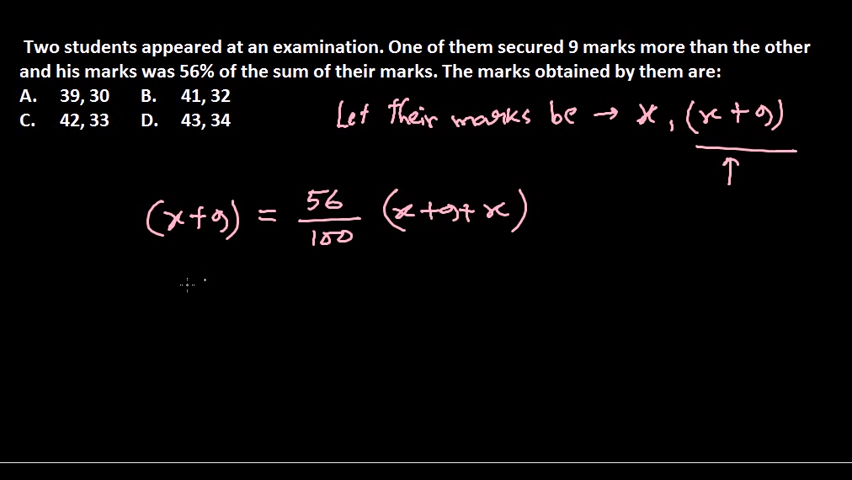 Two students appeared at an examination. One of them secured 9 marks more than the other
and his marks was 56% of the sum of their marks. The marks obtained by them are:
A. 39, 30 B. 41, 32
C. 42, 33 D. 43, 34
Let their marks be → x, (x + 9)
↑
(x+9) = 56/100 (x+9+x)